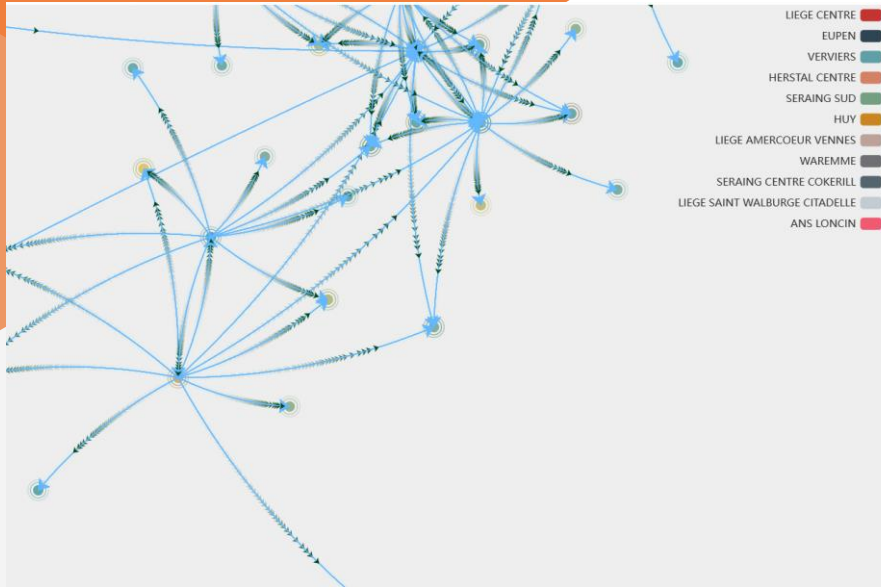 LIEGE CENTRE
EUPEN
VERVIERS
HERSTAL CENTRE
SERAING SUD
HUY
LIEGE AMERCOEUR VENNES
WAREMME
SERAING CENTRE COKERILL
LIEGE SAINT WALBURGE CITADELLE
ANS LONCIN